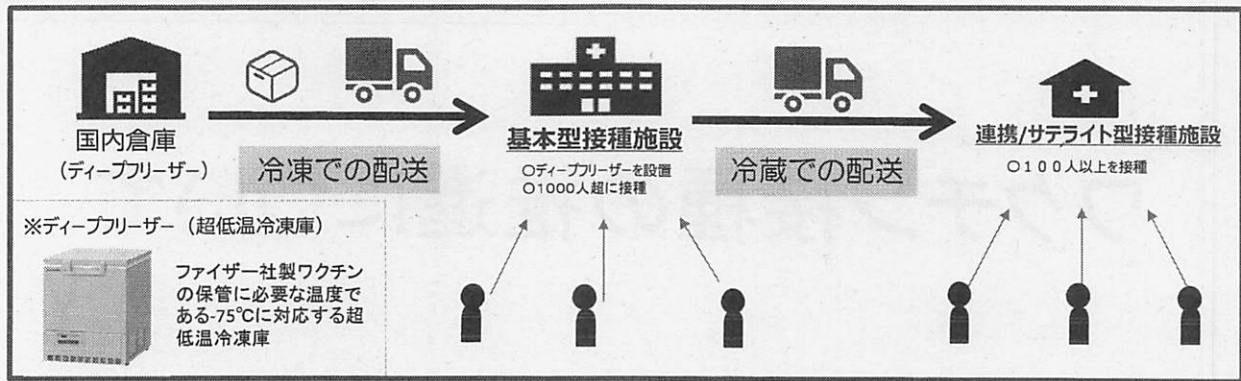 国内倉庫
(ディープフリーザー)
冷凍での配送
基本型接種施設
○ディープフリーザーを設置
○1000人超に接種
冷蔵での配送
連携/サテライト型接種施設
○100人以上を接種
※ディープフリーザー(超低温冷凍庫)
ファイザー社製ワクチン
の保管に必要な温度で
ある-75℃に対応する超
低温冷凍庫